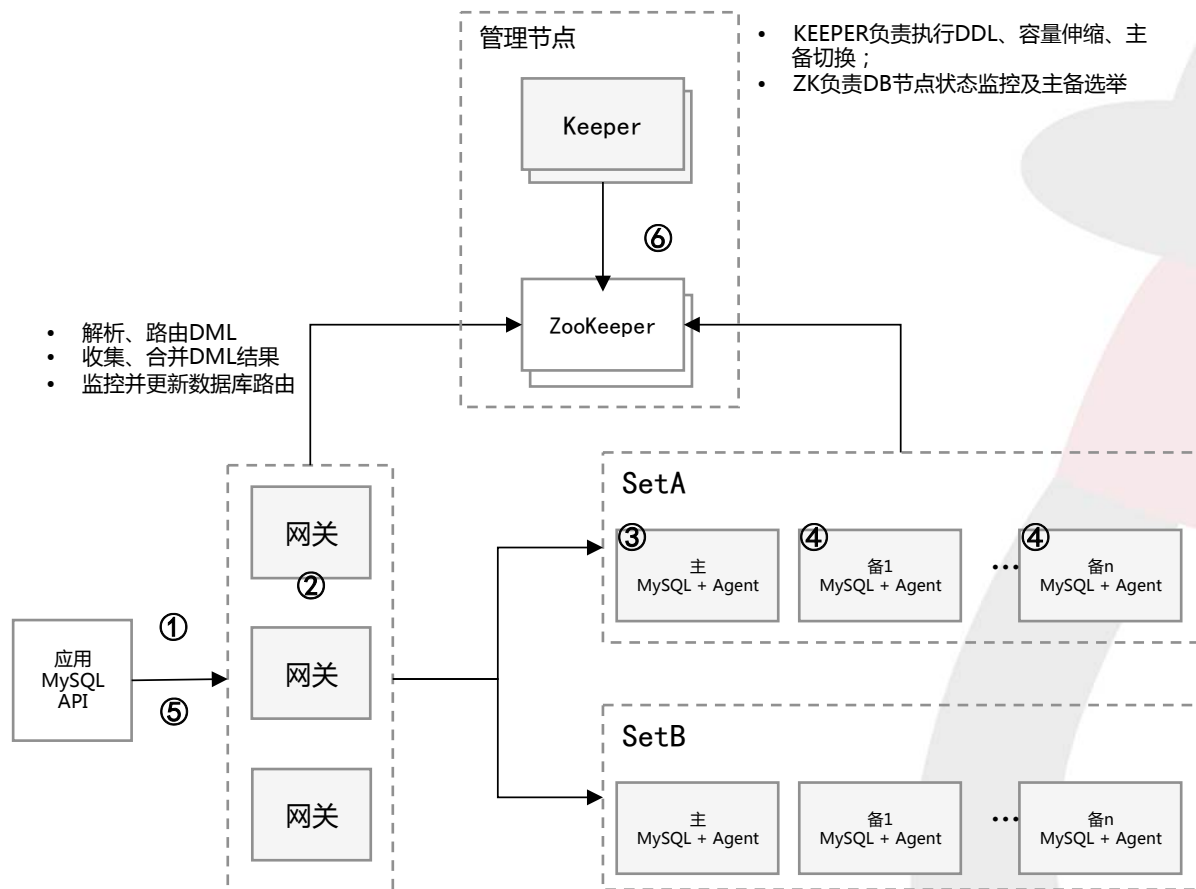 管理节点
• KEEPER负责执行DDL、容量伸缩、主
备切换；
• ZK负责DB节点状态监控及主备选举
Keeper
⑥
ZooKeeper
• 解析、路由DML
• 收集、合并DML结果
• 监控并更新数据库路由
网关
②
网关
网关
①
应用
MySQL
API
⑤
SetA
③
主
MySQL + Agent
④
备1
MySQL + Agent
…
④
备n
MySQL + Agent
SetB
主
MySQL + Agent
备1
MySQL + Agent
…
备n
MySQL + Agent